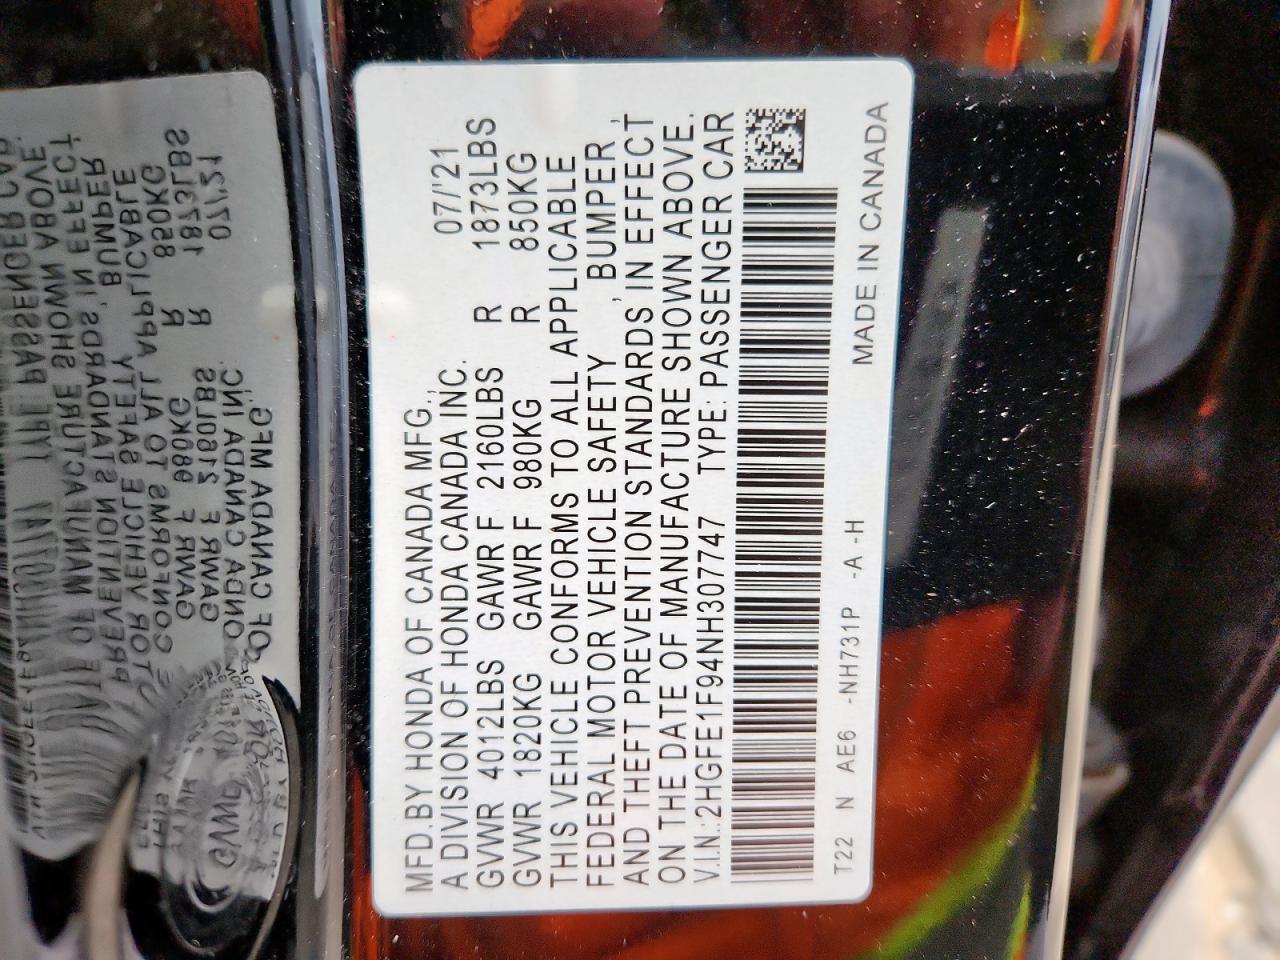 MFD.BY HONDA OF CANADA MFG., 07/'21
A DIVISION OF HONDA CANADA INC.
GVWR 4012LBS GAWR F 2160LBS R 1873LBS
GVWR 1820KG GAWR F 980KG R 850KG
THIS VEHICLE CONFORMS TO ALL APPLICABLE
FEDERAL MOTOR VEHICLE SAFETY, BUMPER,
AND THEFT PREVENTION STANDARDS IN EFFECT
ON THE DATE OF MANUFACTURE SHOWN ABOVE.
V.IN.:2HGFE1F94NH307747 TYPE: PASSENGER CAR
T22 N AE6 -NH731P -A -H MADE IN CANADA